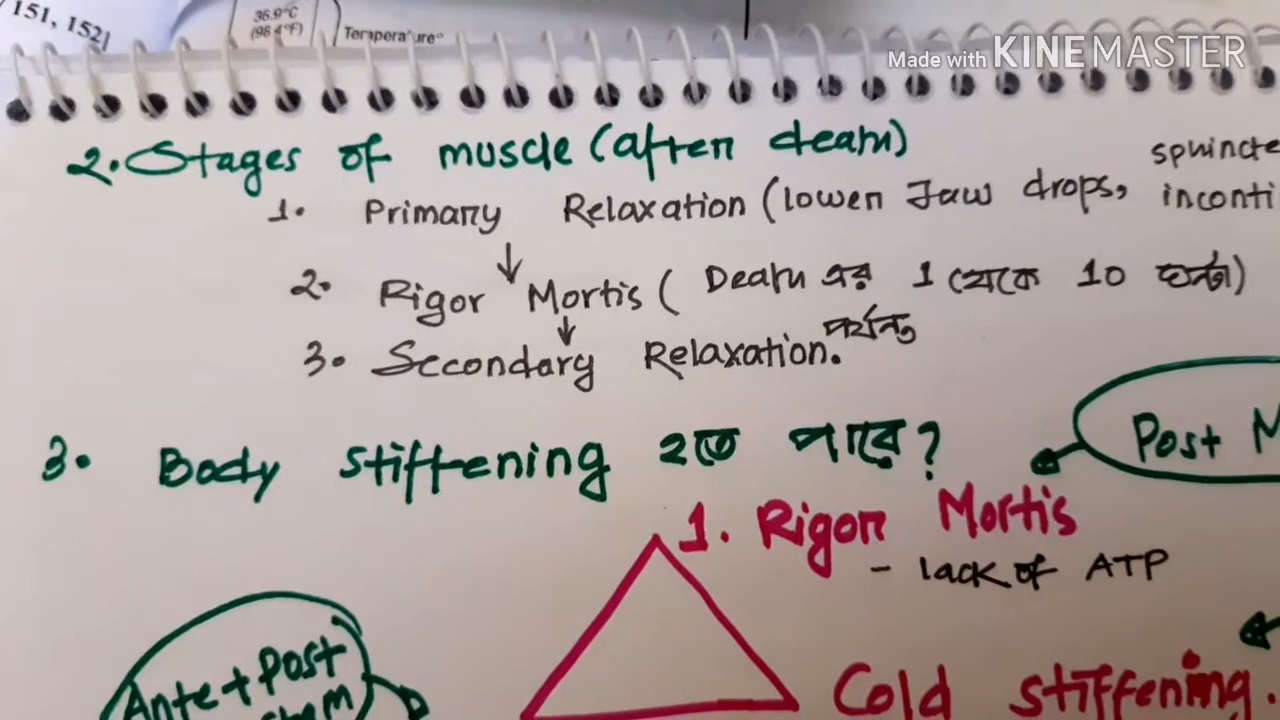 151, 152]
36.9°C
(98.4°F)
Temperature
Made with KINEMASTER
2. Stages of muscle (after death)
1. Primary Relaxation (lower Jaw drops, sphincte
inconti
2. Rigor Mortis ( Death এর 1 থেকে 10 ঘন্টা)
পর্যন্ত
3. Secondary Relaxation.
3. Body stiffening হতে পারে?
Post M
1. Rigor Mortis
- lack of ATP
Ante + Post
Cold stiffening.